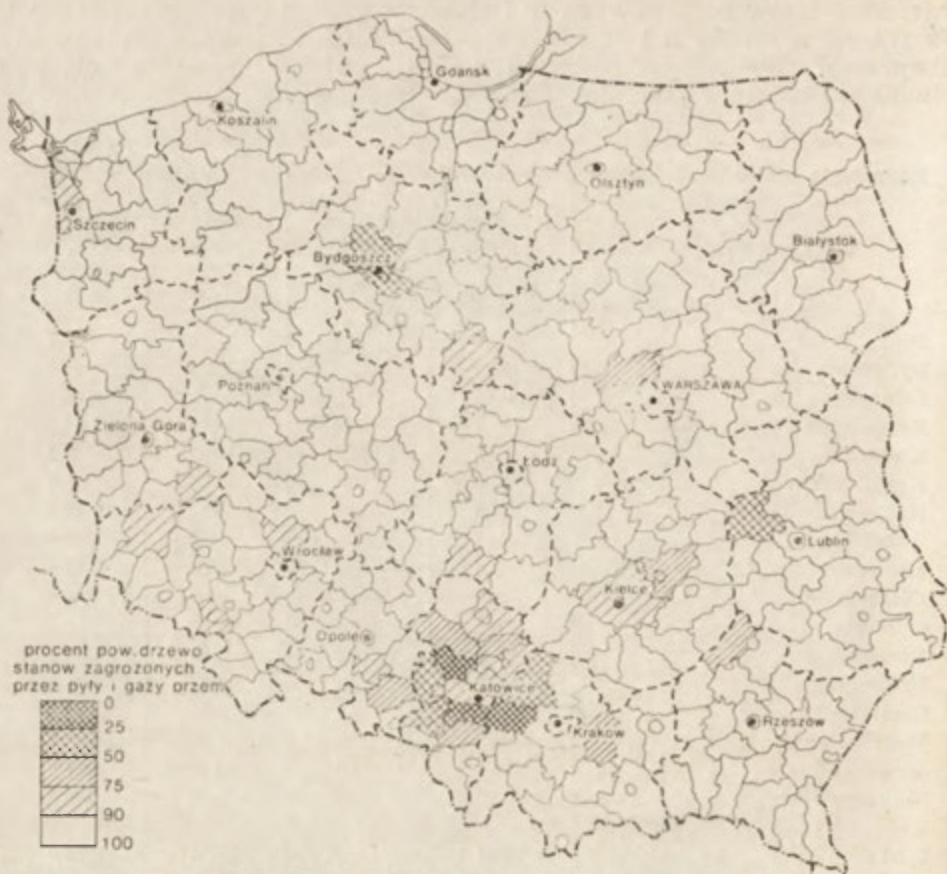 Gdańsk
Koszalin
Olsztyn
Szczecin
Białystok
Bydgoszcz
Poznań
WARSZAWA
Zielona Góra
Łódź
Lublin
Wrocław
Kielce
Opole
procent pow.drzewo
stanów zagrożonych
przez pyły i gazy przem.
Katowice
0
25
Rzeszów
Kraków
50
75
90
100